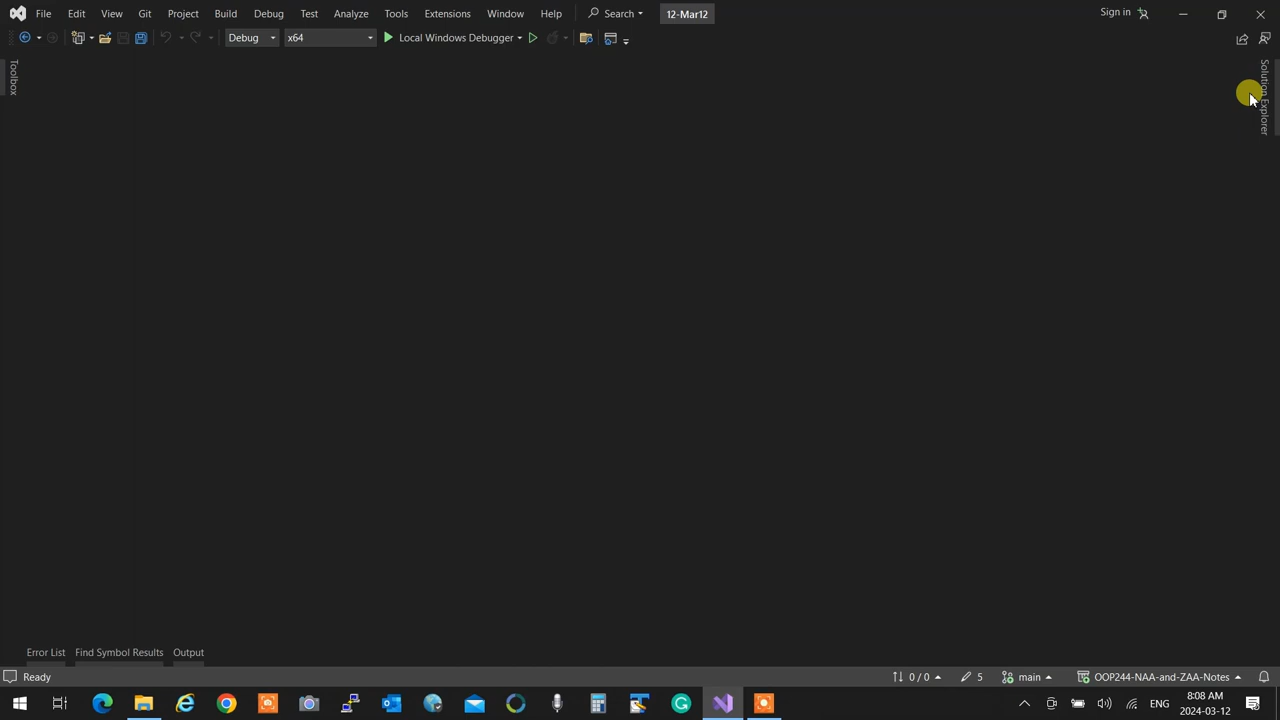 File Edit View Git Project Build Debug Test Analyze Tools Extensions Window Help Search 12-Mar12 Sign in
Debug x64 Local Windows Debugger
Toolbox
Solution Explorer
Error List Find Symbol Results Output
Ready 0 / 0 5 main OOP244-NAA-and-ZAA-Notes
ENG 8:08 AM
2024-03-12